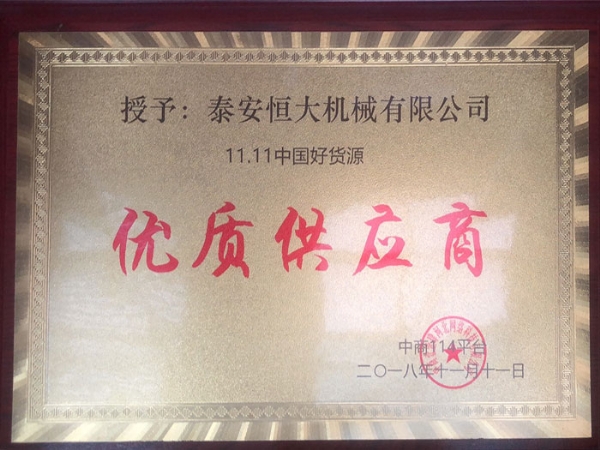 授予：泰安恒大机械有限公司
11.11中国好货源
优质供应商
中商114平台
二〇一八年十一月十一日